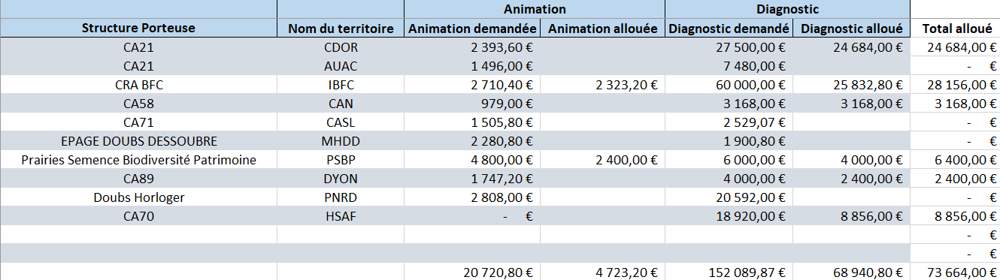 Animation Diagnostic
Structure Porteuse Nom du territoire Animation demandée Animation allouée Diagnostic demandé Diagnostic alloué Total alloué
CA21 CDOR 2 393,60 € 27 500,00 € 24 684,00 € 24 684,00 €
CA21 AUAC 1 496,00 € 7 480,00 € - €
CRA BFC IBFC 2 710,40 € 2 323,20 € 60 000,00 € 25 832,80 € 28 156,00 €
CA58 CAN 979,00 € 3 168,00 € 3 168,00 € 3 168,00 €
CA71 CASL 1 505,80 € 2 529,07 € - €
EPAGE DOUBS DESSOUBRE MHDD 2 280,80 € 1 900,80 € - €
Prairies Semence Biodiversité Patrimoine PSBP 4 800,00 € 2 400,00 € 6 000,00 € 4 000,00 € 6 400,00 €
CA89 DYON 1 747,20 € 4 000,00 € 2 400,00 € 2 400,00 €
Doubs Horloger PNRD 2 808,00 € 20 592,00 € - €
CA70 HSAF - € 18 920,00 € 8 856,00 € 8 856,00 €
- €
- €
20 720,80 € 4 723,20 € 152 089,87 € 68 940,80 € 73 664,00 €